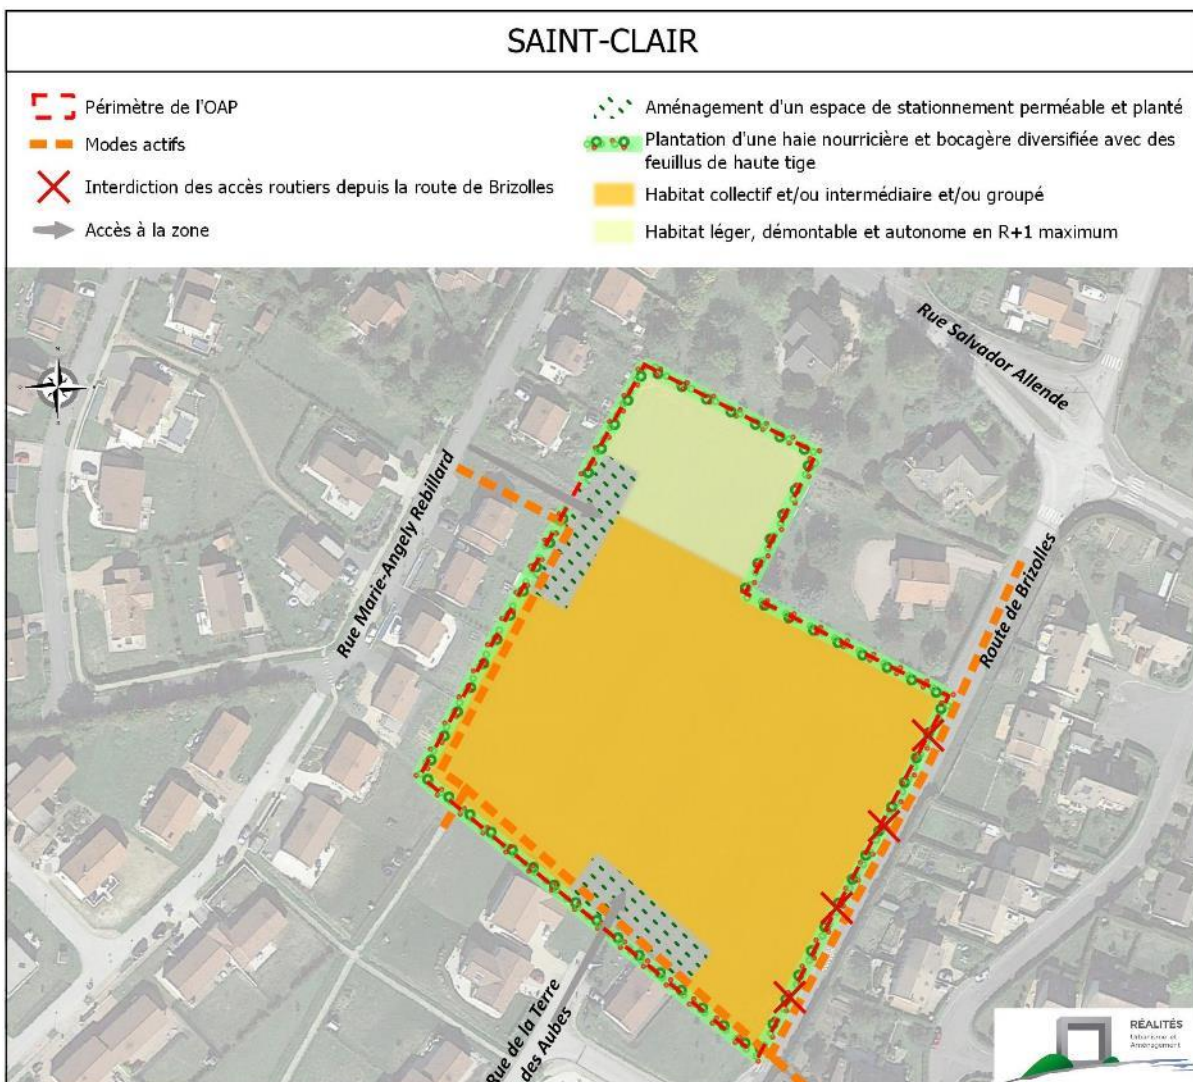 SAINT-CLAIR
Périmètre de l'OAP
Modes actifs
Interdiction des accès routiers depuis la route de Brizolles
Accès à la zone
Aménagement d'un espace de stationnement perméable et planté
Plantation d'une haie nourricière et bocagère diversifiée avec des
feuillus de haute tige
Habitat collectif et/ou intermédiaire et/ou groupé
Habitat léger, démontable et autonome en R+1 maximum
Rue Salvador Allende
Rue Marie-Angely Rebillard
Route de Brizolles
Rue de la Terre
des Aubes
RÉALITÉS
Urbanisme et
Aménagement